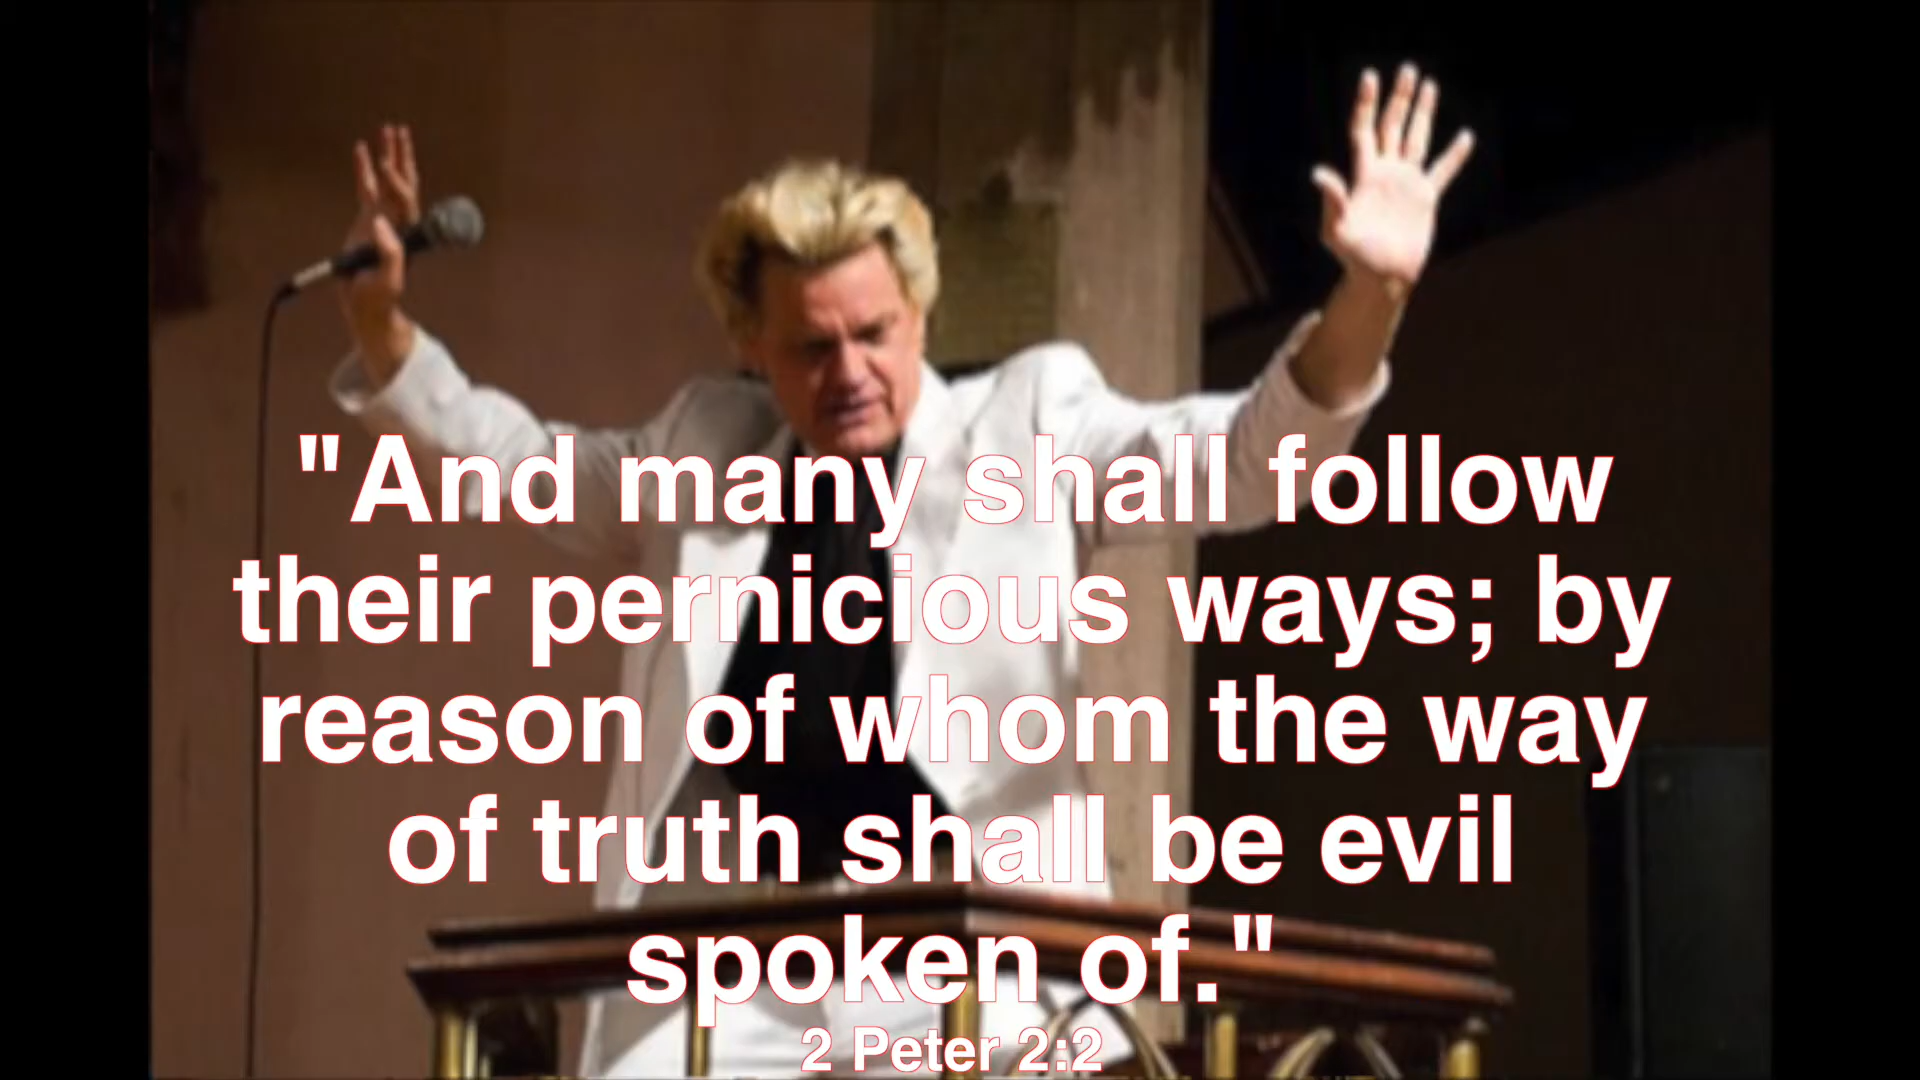 "And many shall follow
their pernicious ways; by
reason of whom the way
of truth shall be evil
spoken of."
2 Peter 2:2